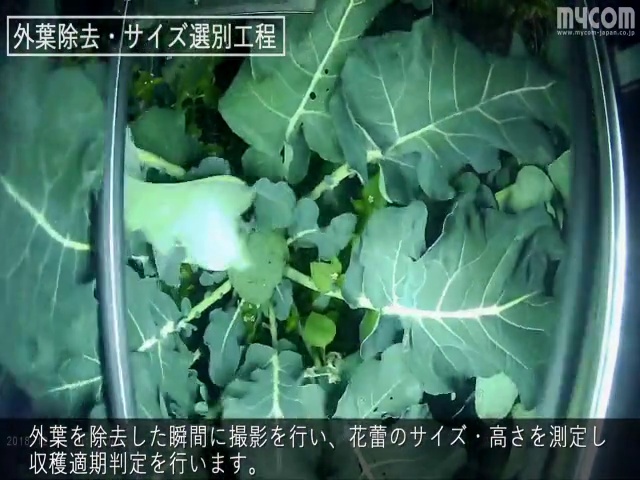 外葉除去・サイズ選別工程
mycom
www.mycom-japan.co.jp
外葉を除去した瞬間に撮影を行い、花蕾のサイズ・高さを測定し
収穫適期判定を行います。